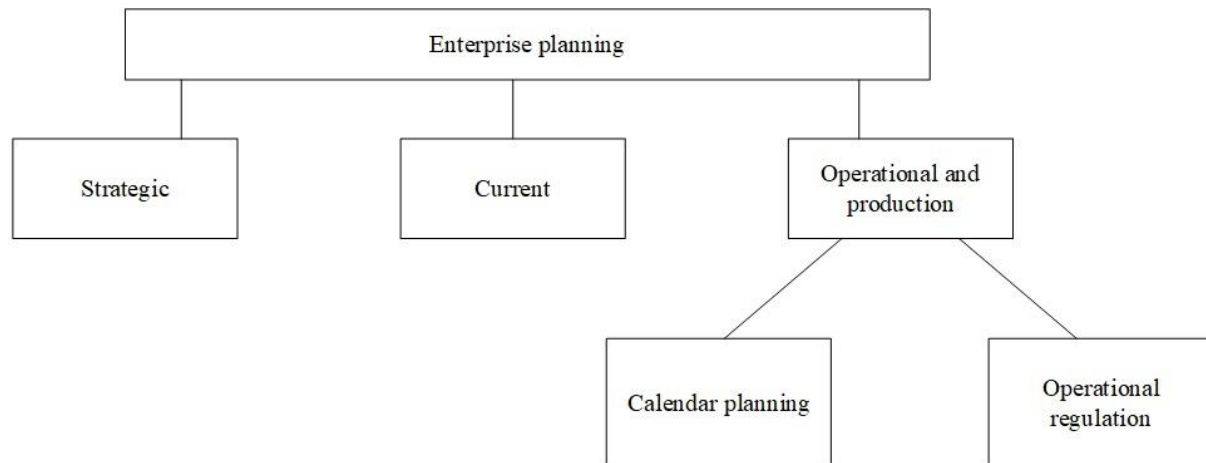 Enterprise planning
Strategic
Current
Operational and
production
Calendar planning
Operational
regulation